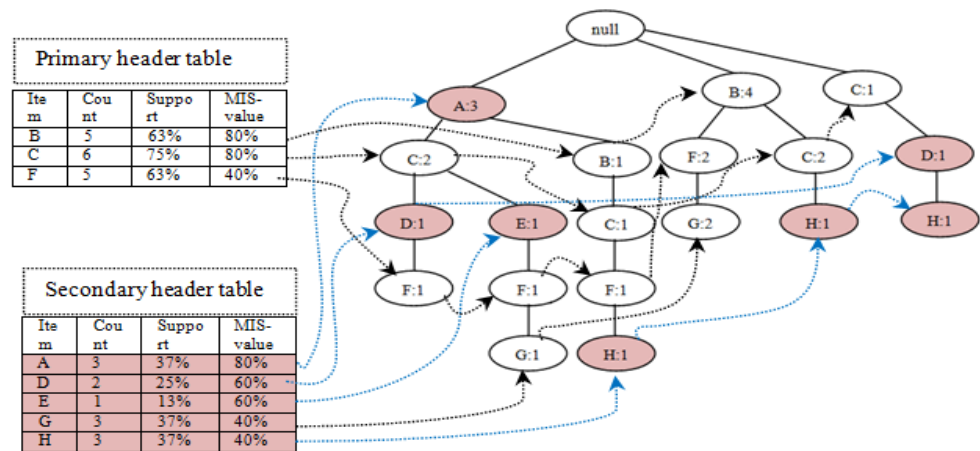 Primary header table
Ite
m Cou
nt Suppo
rt MIS-
value
B 5 63% 80%
C 6 75% 80%
F 5 63% 40%
Secondary header table
Ite
m Cou
nt Suppo
rt MIS-
value
A 3 37% 80%
D 2 25% 60%
E 1 13% 60%
G 3 37% 40%
H 3 37% 40%
null
A:3 B:4 C:1
C:2 B:1 F:2 C:2 D:1
D:1 E:1 C:1 G:2 H:1 H:1
F:1 F:1 F:1
G:1 H:1